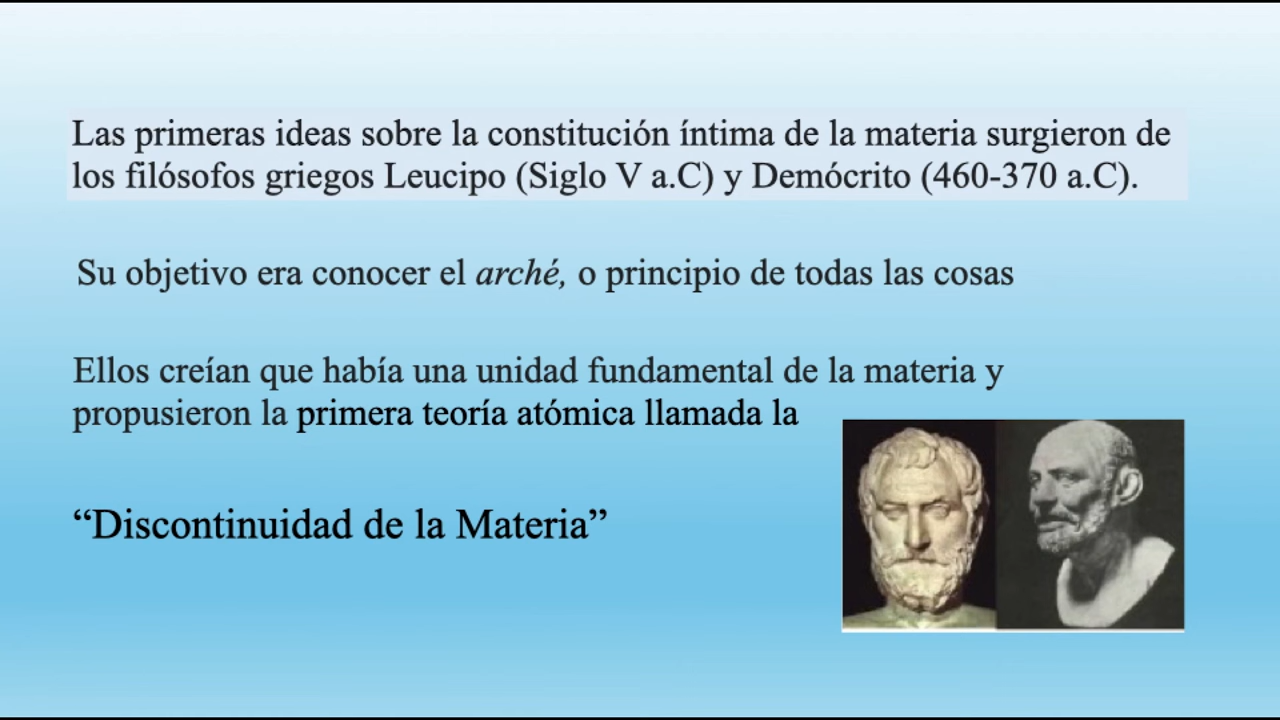 Las primeras ideas sobre la constitución íntima de la materia surgieron de
los filósofos griegos Leucipo (Siglo V a.C) y Demócrito (460-370 a.C).
Su objetivo era conocer el arché, o principio de todas las cosas
Ellos creían que había una unidad fundamental de la materia y
propusieron la primera teoría atómica llamada la
“Discontinuidad de la Materia”